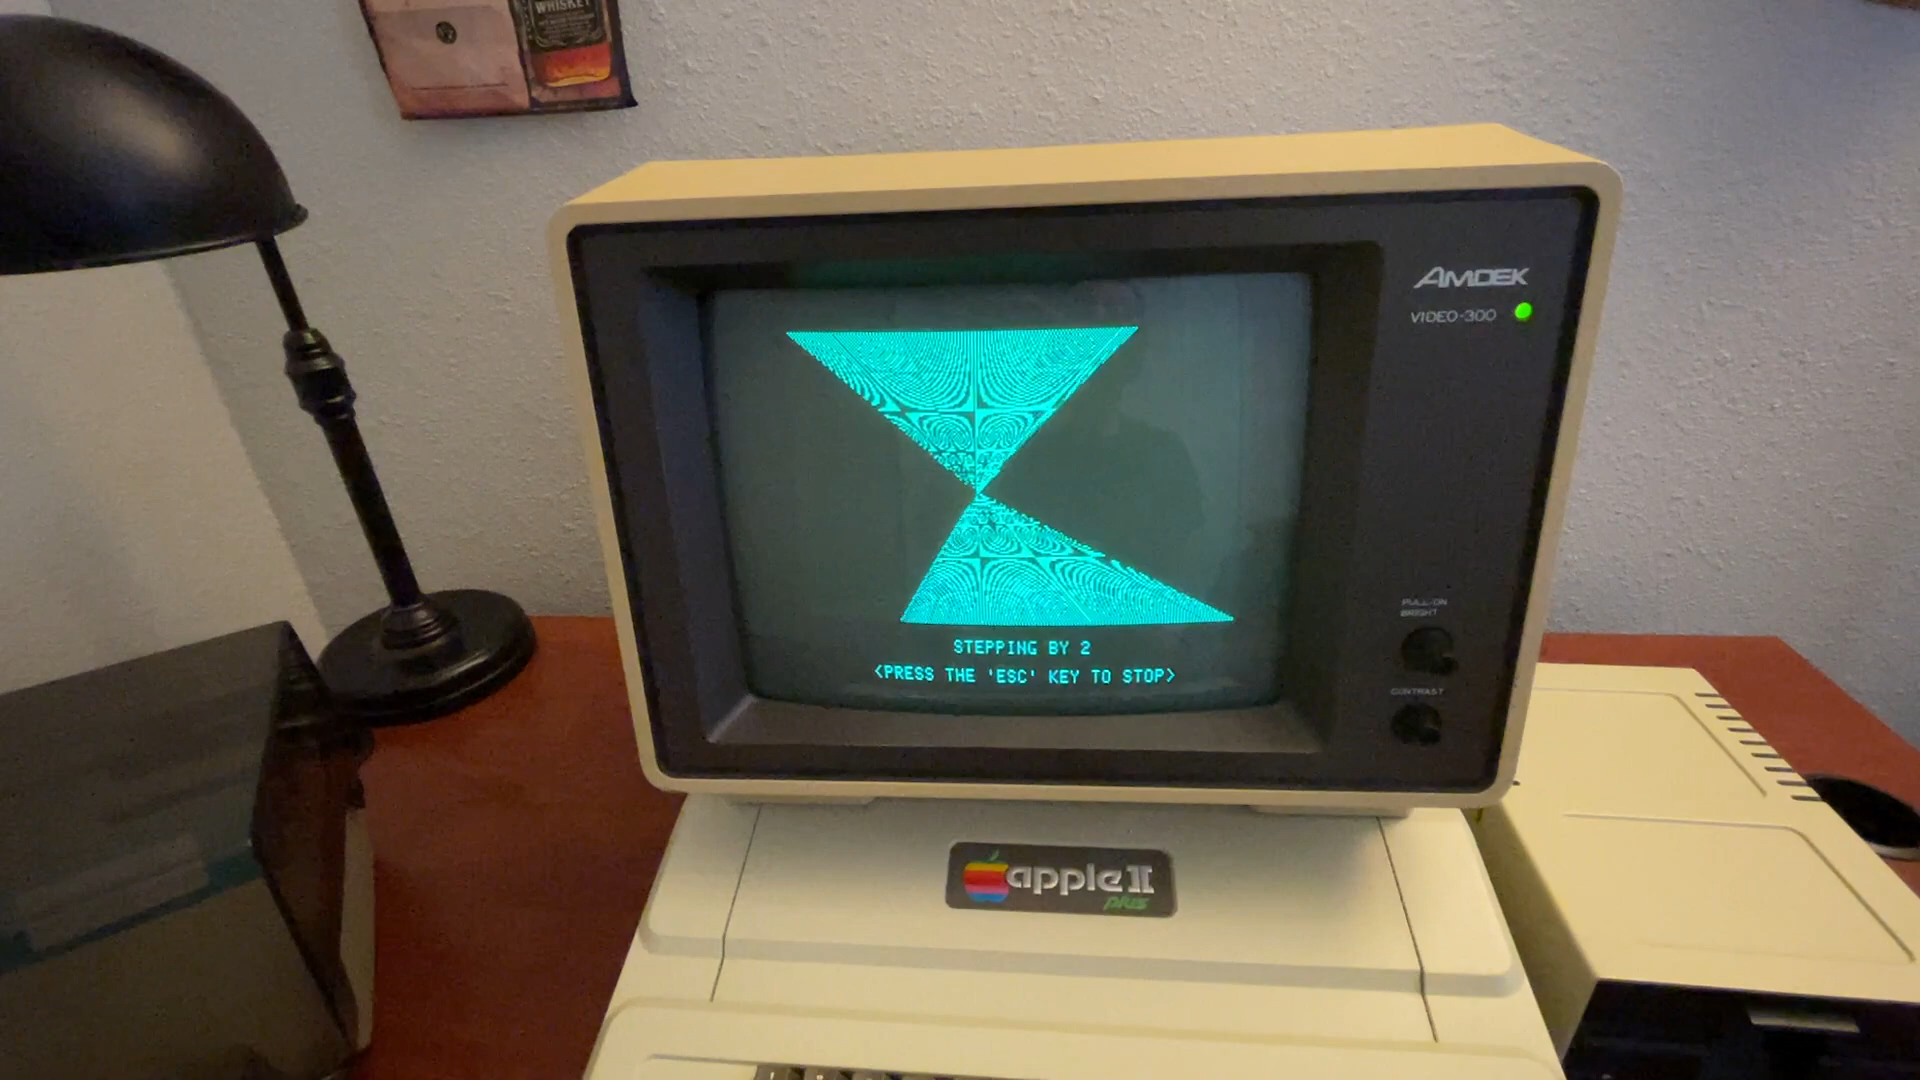 WHISKEY
AMDEK
VIDEO-300
PULL-ON
BRIGHT
CONTRAST
STEPPING BY 2
<PRESS THE 'ESC' KEY TO STOP>
apple II
plus